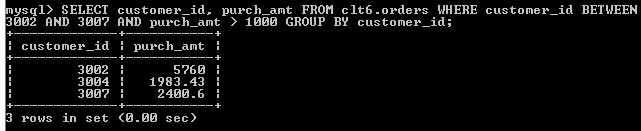 mysql> SELECT customer_id, purch_amt FROM clt6.orders WHERE customer_id BETWEEN
3002 AND 3007 AND purch_amt > 1000 GROUP BY customer_id;
+-------------+-----------+
| customer_id | purch_amt |
+-------------+-----------+
|        3002 |      5760 |
|        3004 |   1983.43 |
|        3007 |    2400.6 |
+-------------+-----------+
3 rows in set (0.00 sec)